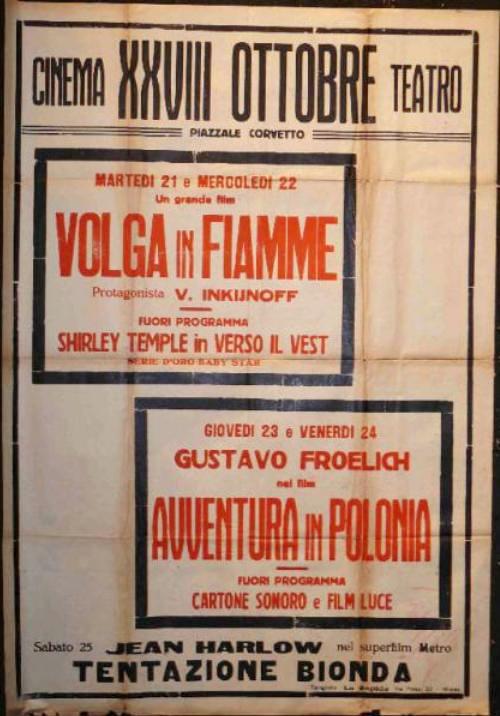 CINEMA XXVIII OTTOBRE TEATRO
PIAZZALE CORVETTO
MARTEDI 21 e MERCOLEDI 22
Un grande film
VOLGA IN FIAMME
Protagonista V. INKIJNOFF
FUORI PROGRAMMA
SHIRLEY TEMPLE in VERSO IL VEST
SERIE D'ORO BABY STAR
GIOVEDI 23 e VENERDI 24
GUSTAVO FROELICH
nel film
AVVENTURA IN POLONIA
FUORI PROGRAMMA
CARTONE SONORO e FILM LUCE
Sabato 25 JEAN HARLOW nel superfilm Metro
TENTAZIONE BIONDA